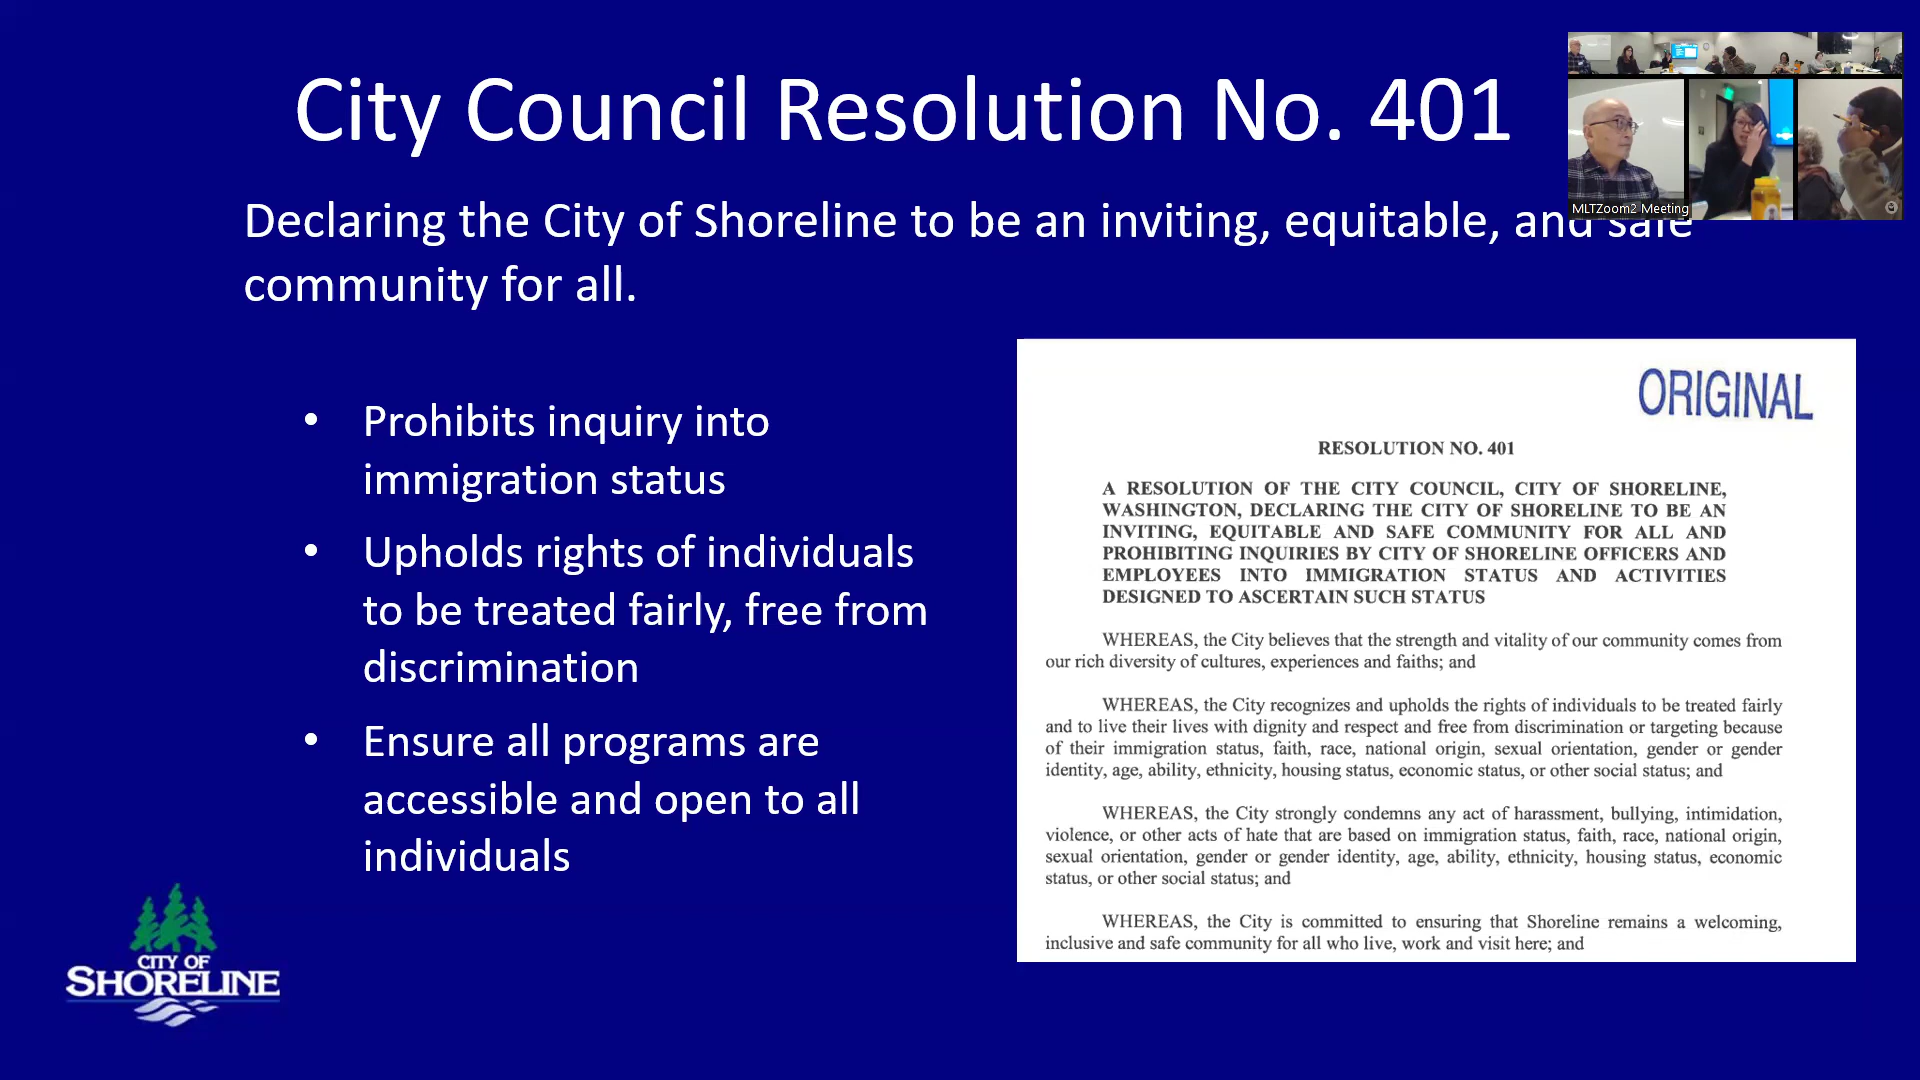 City Council Resolution No. 401
Declaring the City of Shoreline to be an inviting, equitable, and safe
community for all.
• Prohibits inquiry into
immigration status
• Upholds rights of individuals
to be treated fairly, free from
discrimination
• Ensure all programs are
accessible and open to all
individuals
CITY OF
SHORELINE
ORIGINAL
RESOLUTION NO. 401
A RESOLUTION OF THE CITY COUNCIL, CITY OF SHORELINE,
WASHINGTON, DECLARING THE CITY OF SHORELINE TO BE AN
INVITING, EQUITABLE AND SAFE COMMUNITY FOR ALL AND
PROHIBITING INQUIRIES BY CITY OF SHORELINE OFFICERS AND
EMPLOYEES INTO IMMIGRATION STATUS AND ACTIVITIES
DESIGNED TO ASCERTAIN SUCH STATUS
WHEREAS, the City believes that the strength and vitality of our community comes from
our rich diversity of cultures, experiences and faiths; and
WHEREAS, the City recognizes and upholds the rights of individuals to be treated fairly
and to live their lives with dignity and respect and free from discrimination or targeting because
of their immigration status, faith, race, national origin, sexual orientation, gender or gender
identity, age, ability, ethnicity, housing status, economic status, or other social status; and
WHEREAS, the City strongly condemns any act of harassment, bullying, intimidation,
violence, or other acts of hate that are based on immigration status, faith, race, national origin,
sexual orientation, gender or gender identity, age, ability, ethnicity, housing status, economic
status, or other social status; and
WHEREAS, the City is committed to ensuring that Shoreline remains a welcoming,
inclusive and safe community for all who live, work and visit here; and
MLTZoom2 Meeting